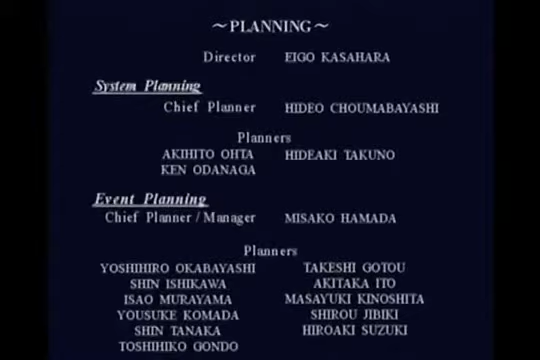 ～PLANNING～
Director EIGO KASAHARA
System Planning
Chief Planner HIDEO CHOUMABAYASHI
Planners
AKIHITO OHTA HIDEAKI TAKUNO
KEN ODANAGA
Event Planning
Chief Planner / Manager MISAKO HAMADA
Planners
YOSHIHIRO OKABAYASHI TAKESHI GOTOU
SHIN ISHIKAWA AKITAKA ITO
ISAO MURAYAMA MASAYUKI KINOSHITA
YOUSUKE KOMADA SHIROU JIBIKI
SHIN TANAKA HIROAKI SUZUKI
TOSHIHIKO GONDO